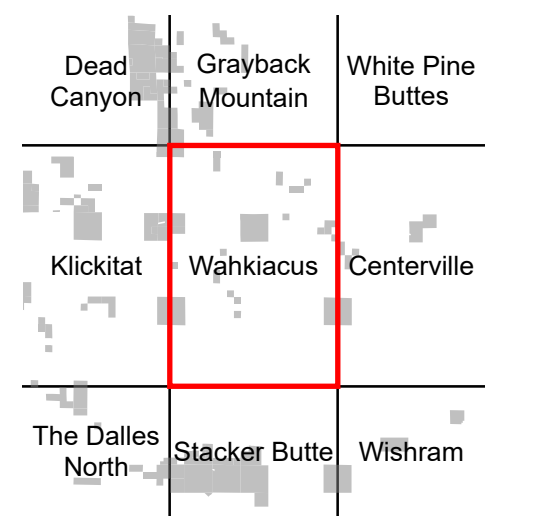 Dead
Canyon
Grayback
Mountain
White Pine
Buttes
Klickitat
Wahkiacus
Centerville
The Dalles
North
Stacker Butte
Wishram